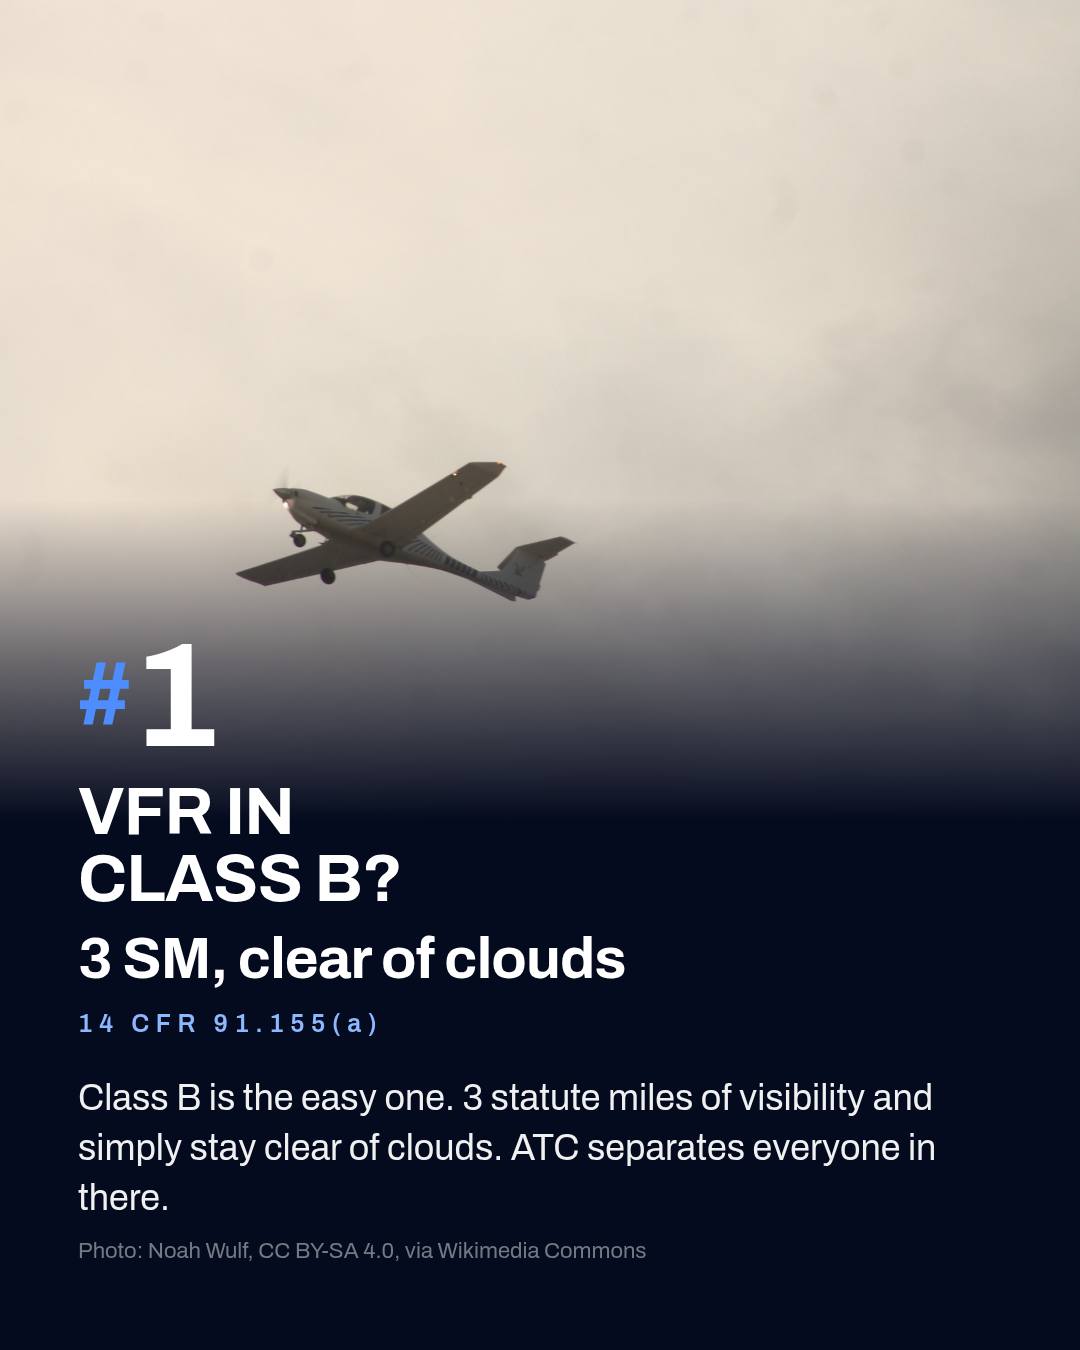 #1
VFR IN
CLASS B?
3 SM, clear of clouds
14 CFR 91.155(a)
Class B is the easy one. 3 statute miles of visibility and
simply stay clear of clouds. ATC separates everyone in
there.
Photo: Noah Wulf, CC BY-SA 4.0, via Wikimedia Commons